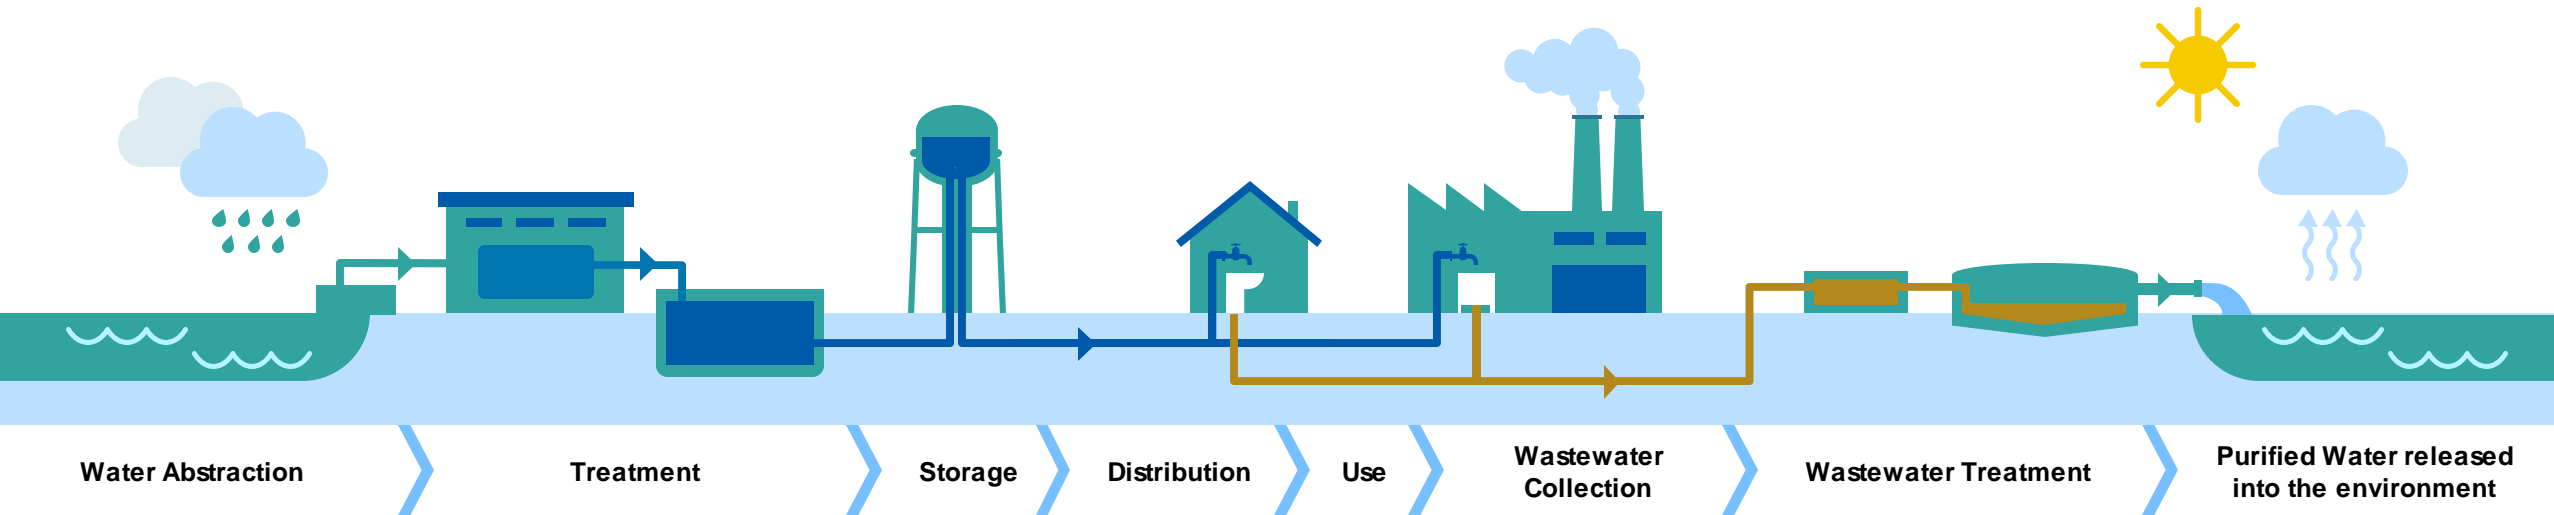 Water Abstraction
Treatment
Storage
Distribution
Use
Wastewater
Collection
Wastewater Treatment
Purified Water released
into the environment